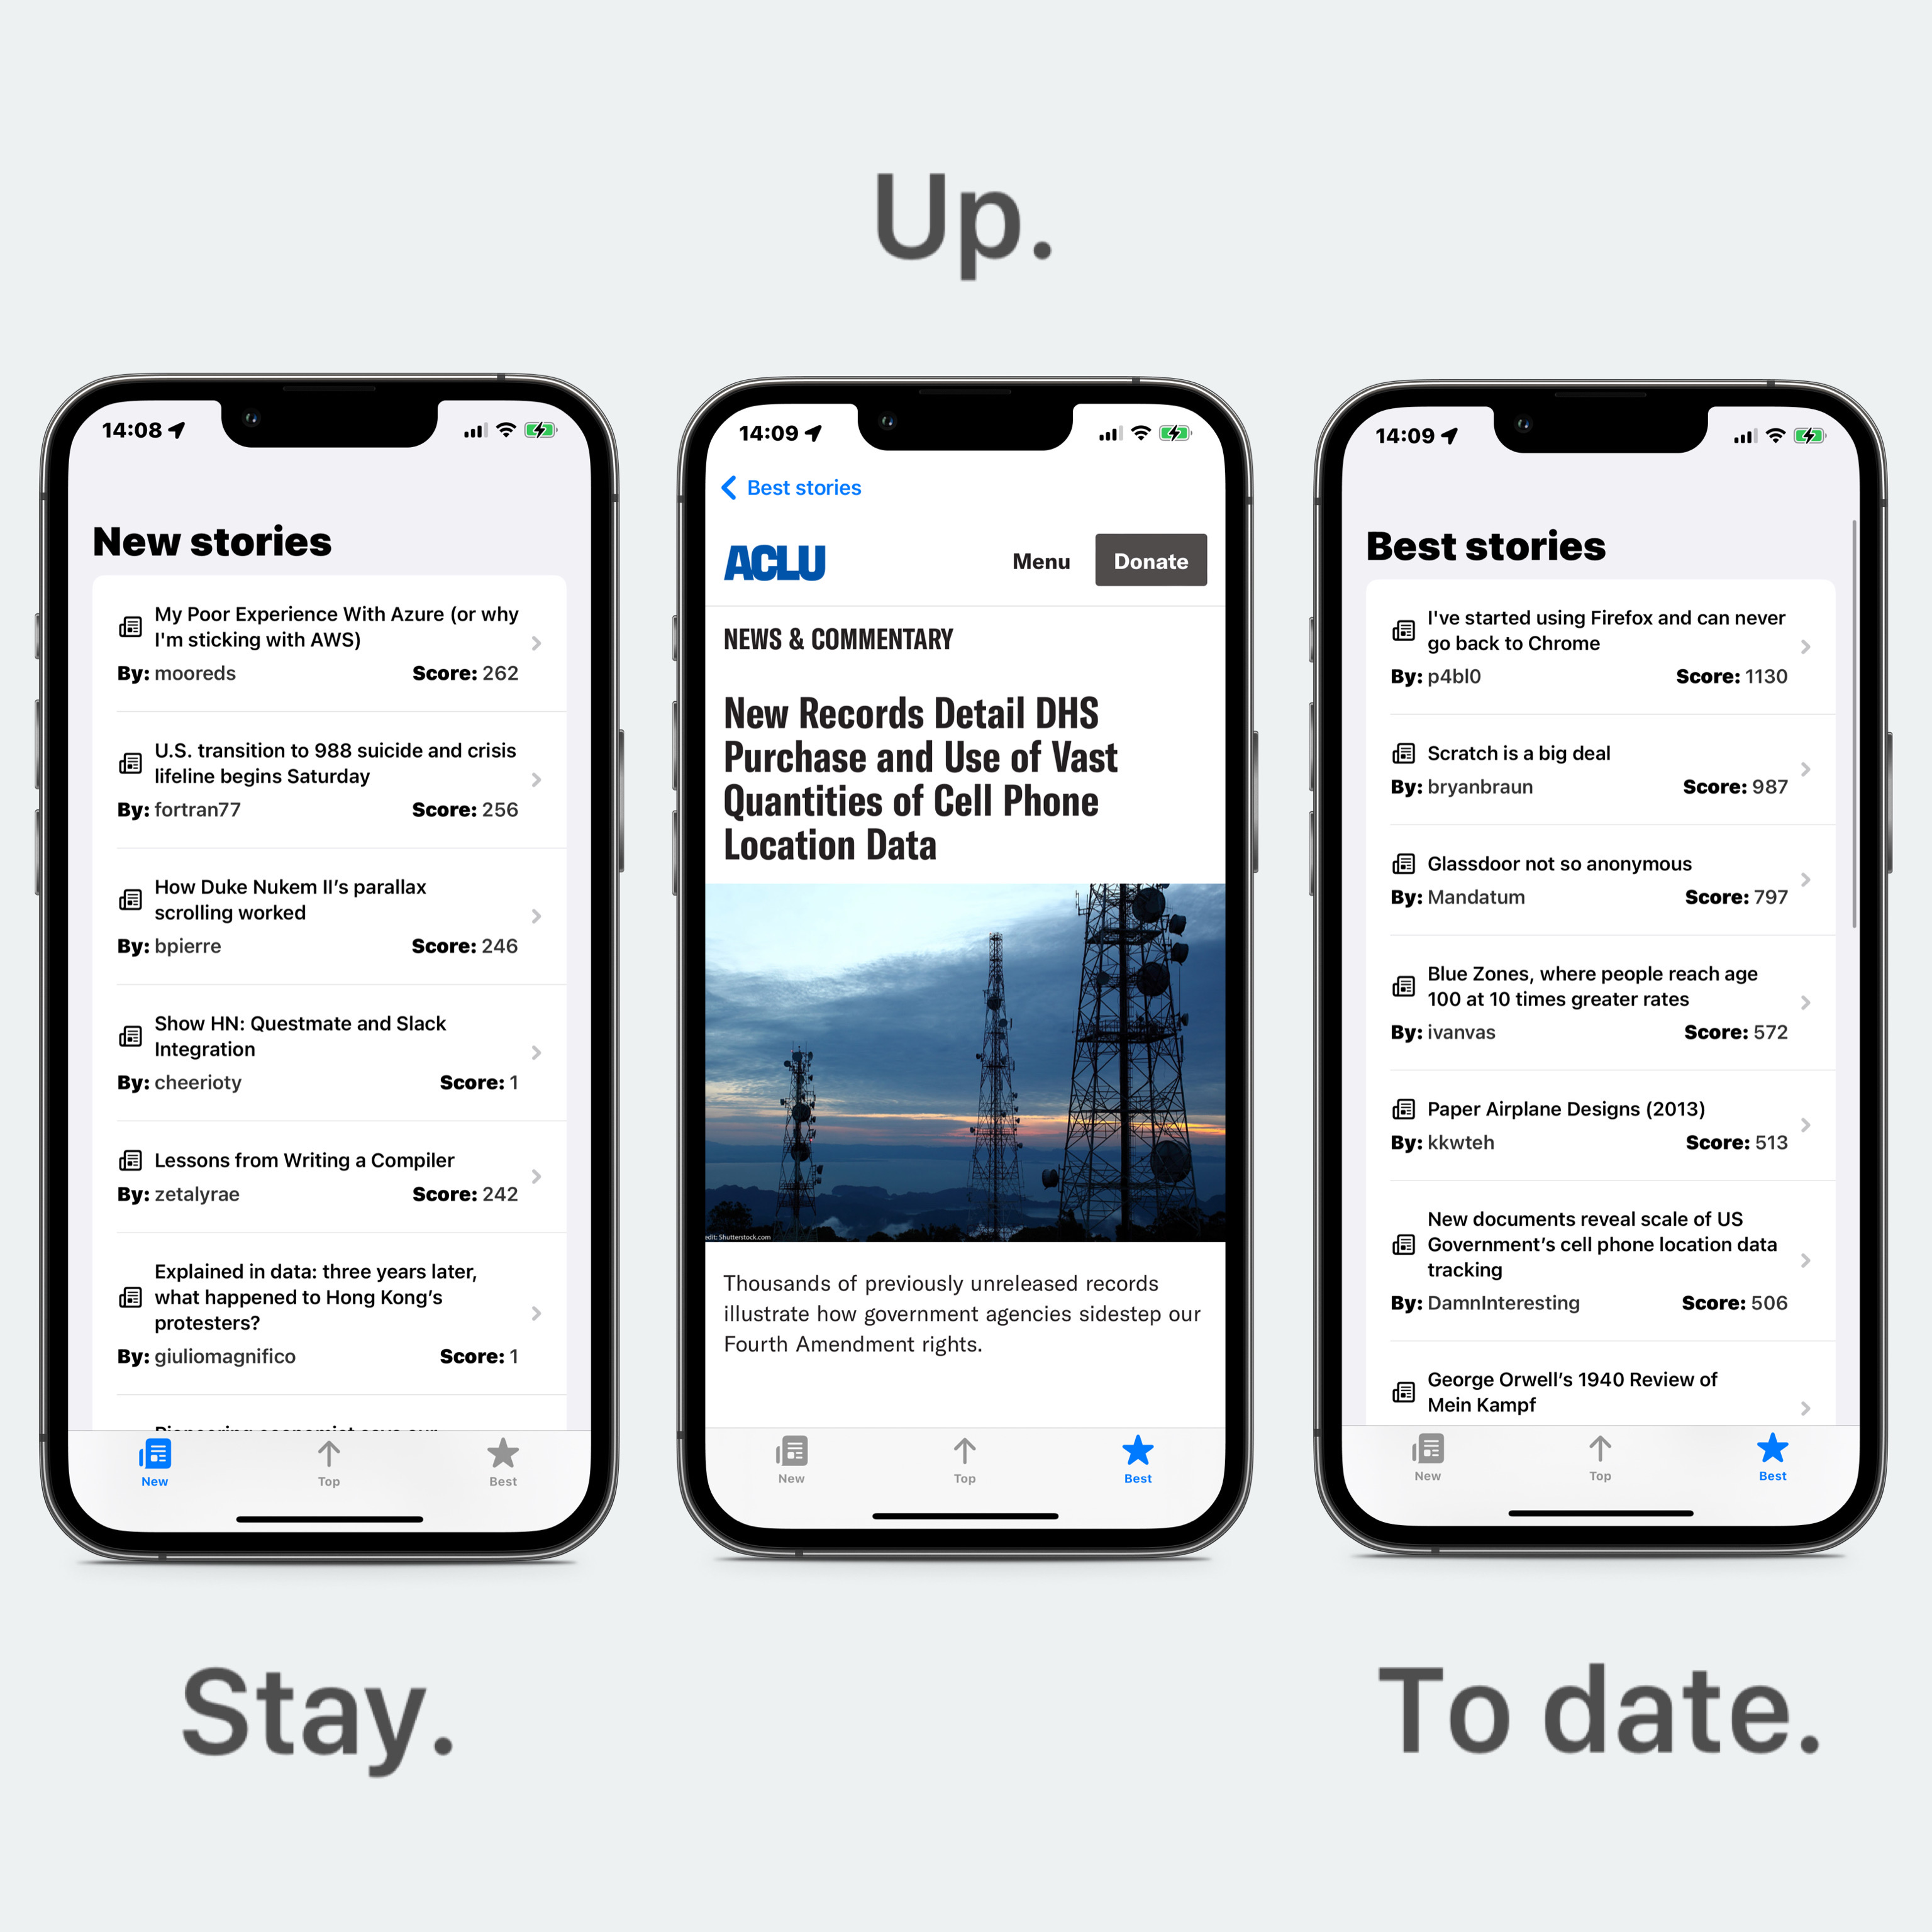 Up.
14:08
New stories
My Poor Experience With Azure (or why
I'm sticking with AWS)
By: mooreds Score: 262
U.S. transition to 988 suicide and crisis
lifeline begins Saturday
By: fortran77 Score: 256
How Duke Nukem II’s parallax
scrolling worked
By: bpierre Score: 246
Show HN: Questmate and Slack
Integration
By: cheerioty Score: 1
Lessons from Writing a Compiler
By: zetalyrae Score: 242
Explained in data: three years later,
what happened to Hong Kong’s
protesters?
By: giuliomagnifico Score: 1
New Top Best
14:09
Best stories
ACLU Menu Donate
NEWS & COMMENTARY
New Records Detail DHS
Purchase and Use of Vast
Quantities of Cell Phone
Location Data
edit: Shutterstock.com
Thousands of previously unreleased records
illustrate how government agencies sidestep our
Fourth Amendment rights.
New Top Best
14:09
Best stories
I've started using Firefox and can never
go back to Chrome
By: p4bl0 Score: 1130
Scratch is a big deal
By: bryanbraun Score: 987
Glassdoor not so anonymous
By: Mandatum Score: 797
Blue Zones, where people reach age
100 at 10 times greater rates
By: ivanvas Score: 572
Paper Airplane Designs (2013)
By: kkwteh Score: 513
New documents reveal scale of US
Government’s cell phone location data
tracking
By: DamnInteresting Score: 506
George Orwell’s 1940 Review of
Mein Kampf
New Top Best
Stay.
To date.